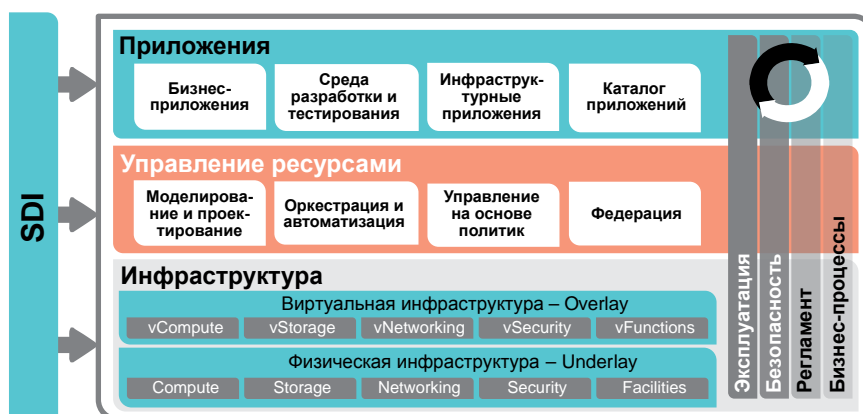 SDI
Приложения
Бизнес-
приложения
Среда
разработки и
тестирования
Инфраструк-
турные
приложения
Каталог
приложений
Управление ресурсами
Моделирова-
ние и проек-
тирование
Оркестрация и
автоматизация
Управление
на основе
политик
Федерация
Инфраструктура
Виртуальная инфраструктура – Overlay
vCompute vStorage vNetworking vSecurity vFunctions
Физическая инфраструктура – Underlay
Compute Storage Networking Security Facilities
Эксплуатация
Безопасность
Регламент
Бизнес-процессы